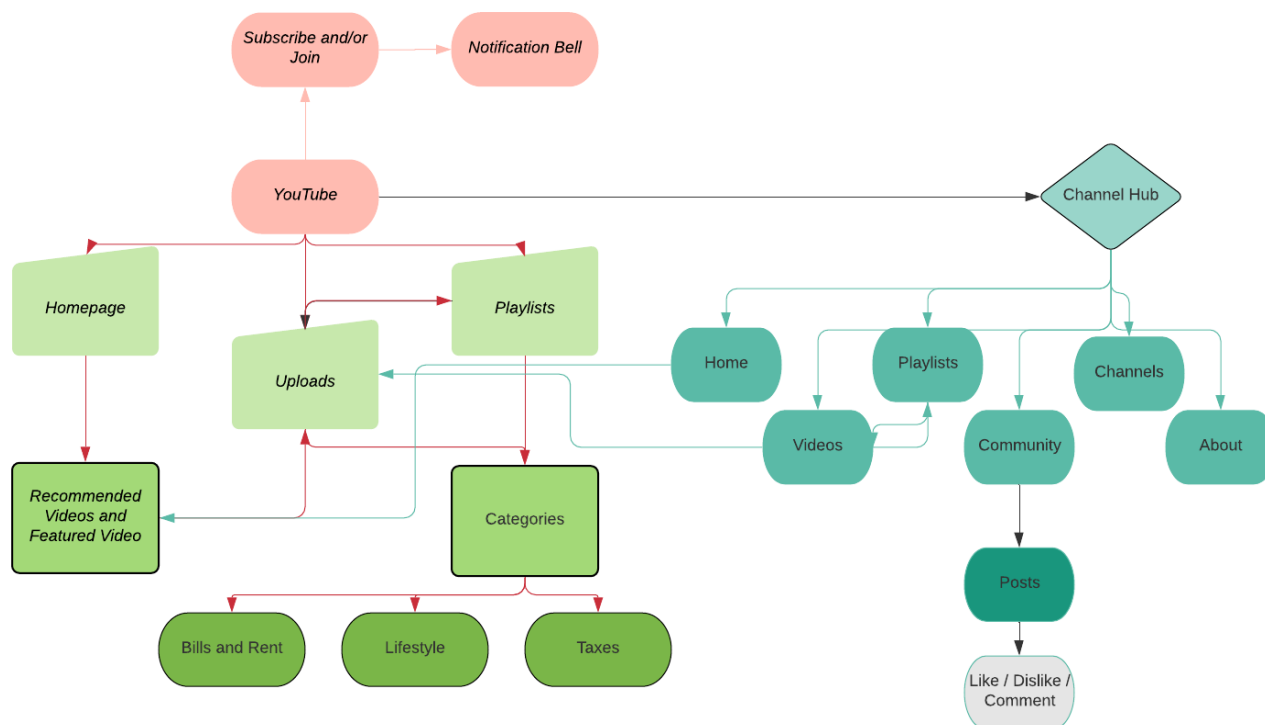 Subscribe and/or
Join
Notification Bell
YouTube
Channel Hub
Homepage
Playlists
Uploads
Home
Playlists
Channels
Videos
Community
About
Recommended
Videos and
Featured Video
Categories
Posts
Bills and Rent
Lifestyle
Taxes
Like / Dislike /
Comment